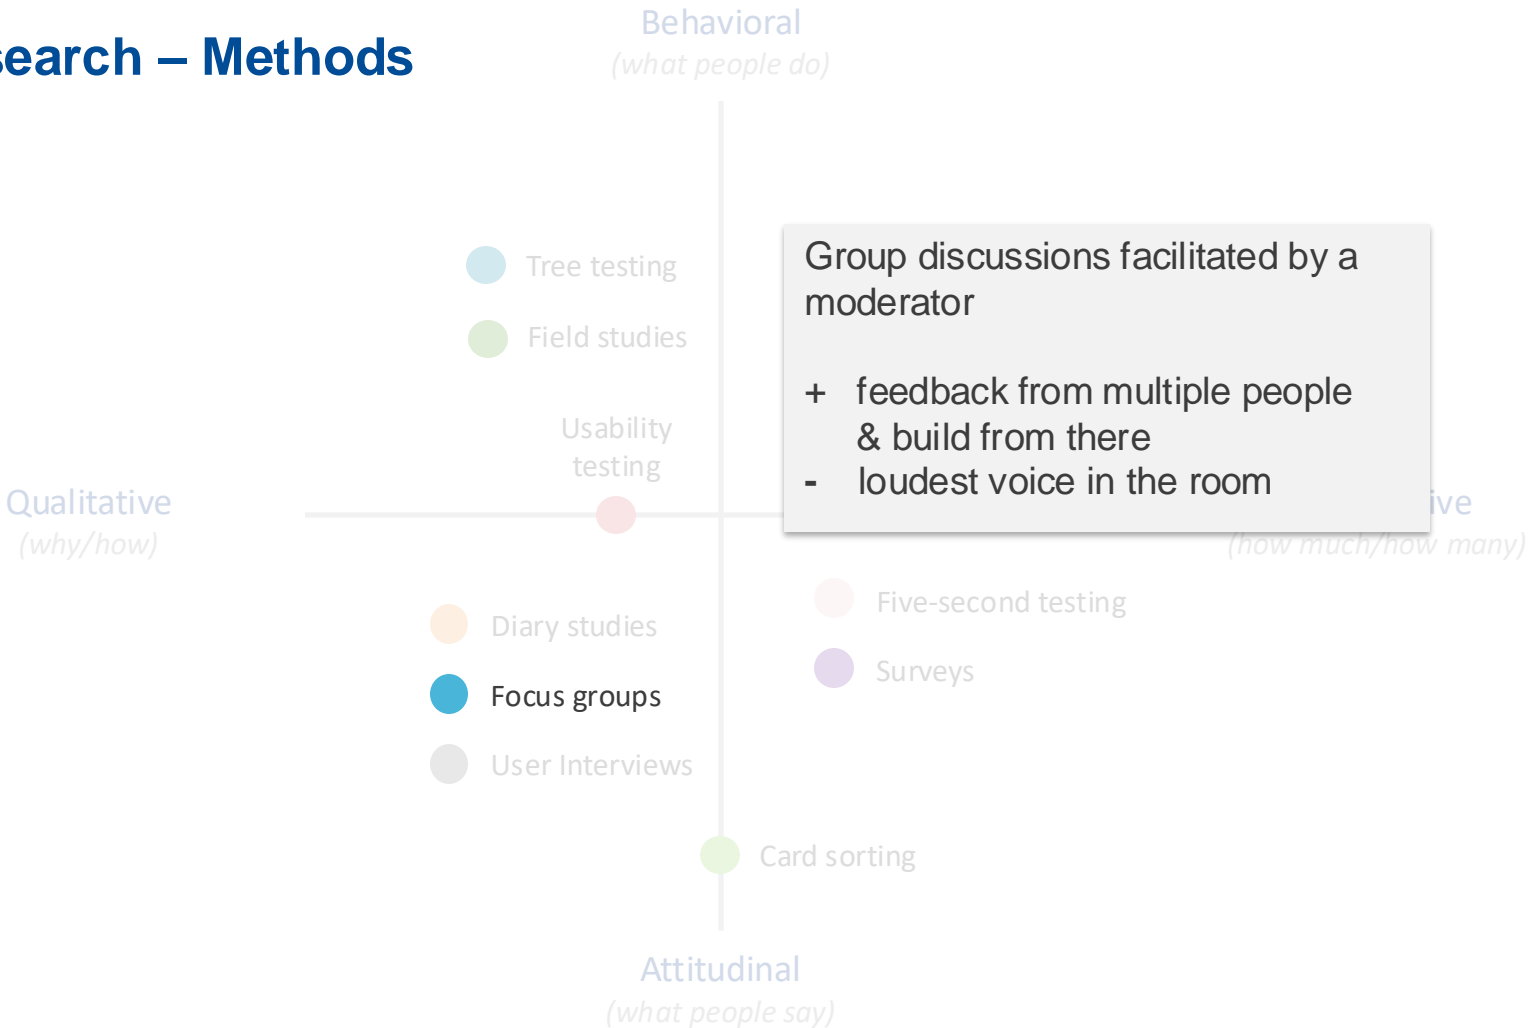 search – Methods
Behavioral
(what people do)
Tree testing
Field studies
Usability
testing
Group discussions facilitated by a
moderator
+ feedback from multiple people
& build from there
- loudest voice in the room
Qualitative
(why/how)
ive
(how much/how many)
Diary studies
Focus groups
User Interviews
Five-second testing
Surveys
Card sorting
Attitudinal
(what people say)